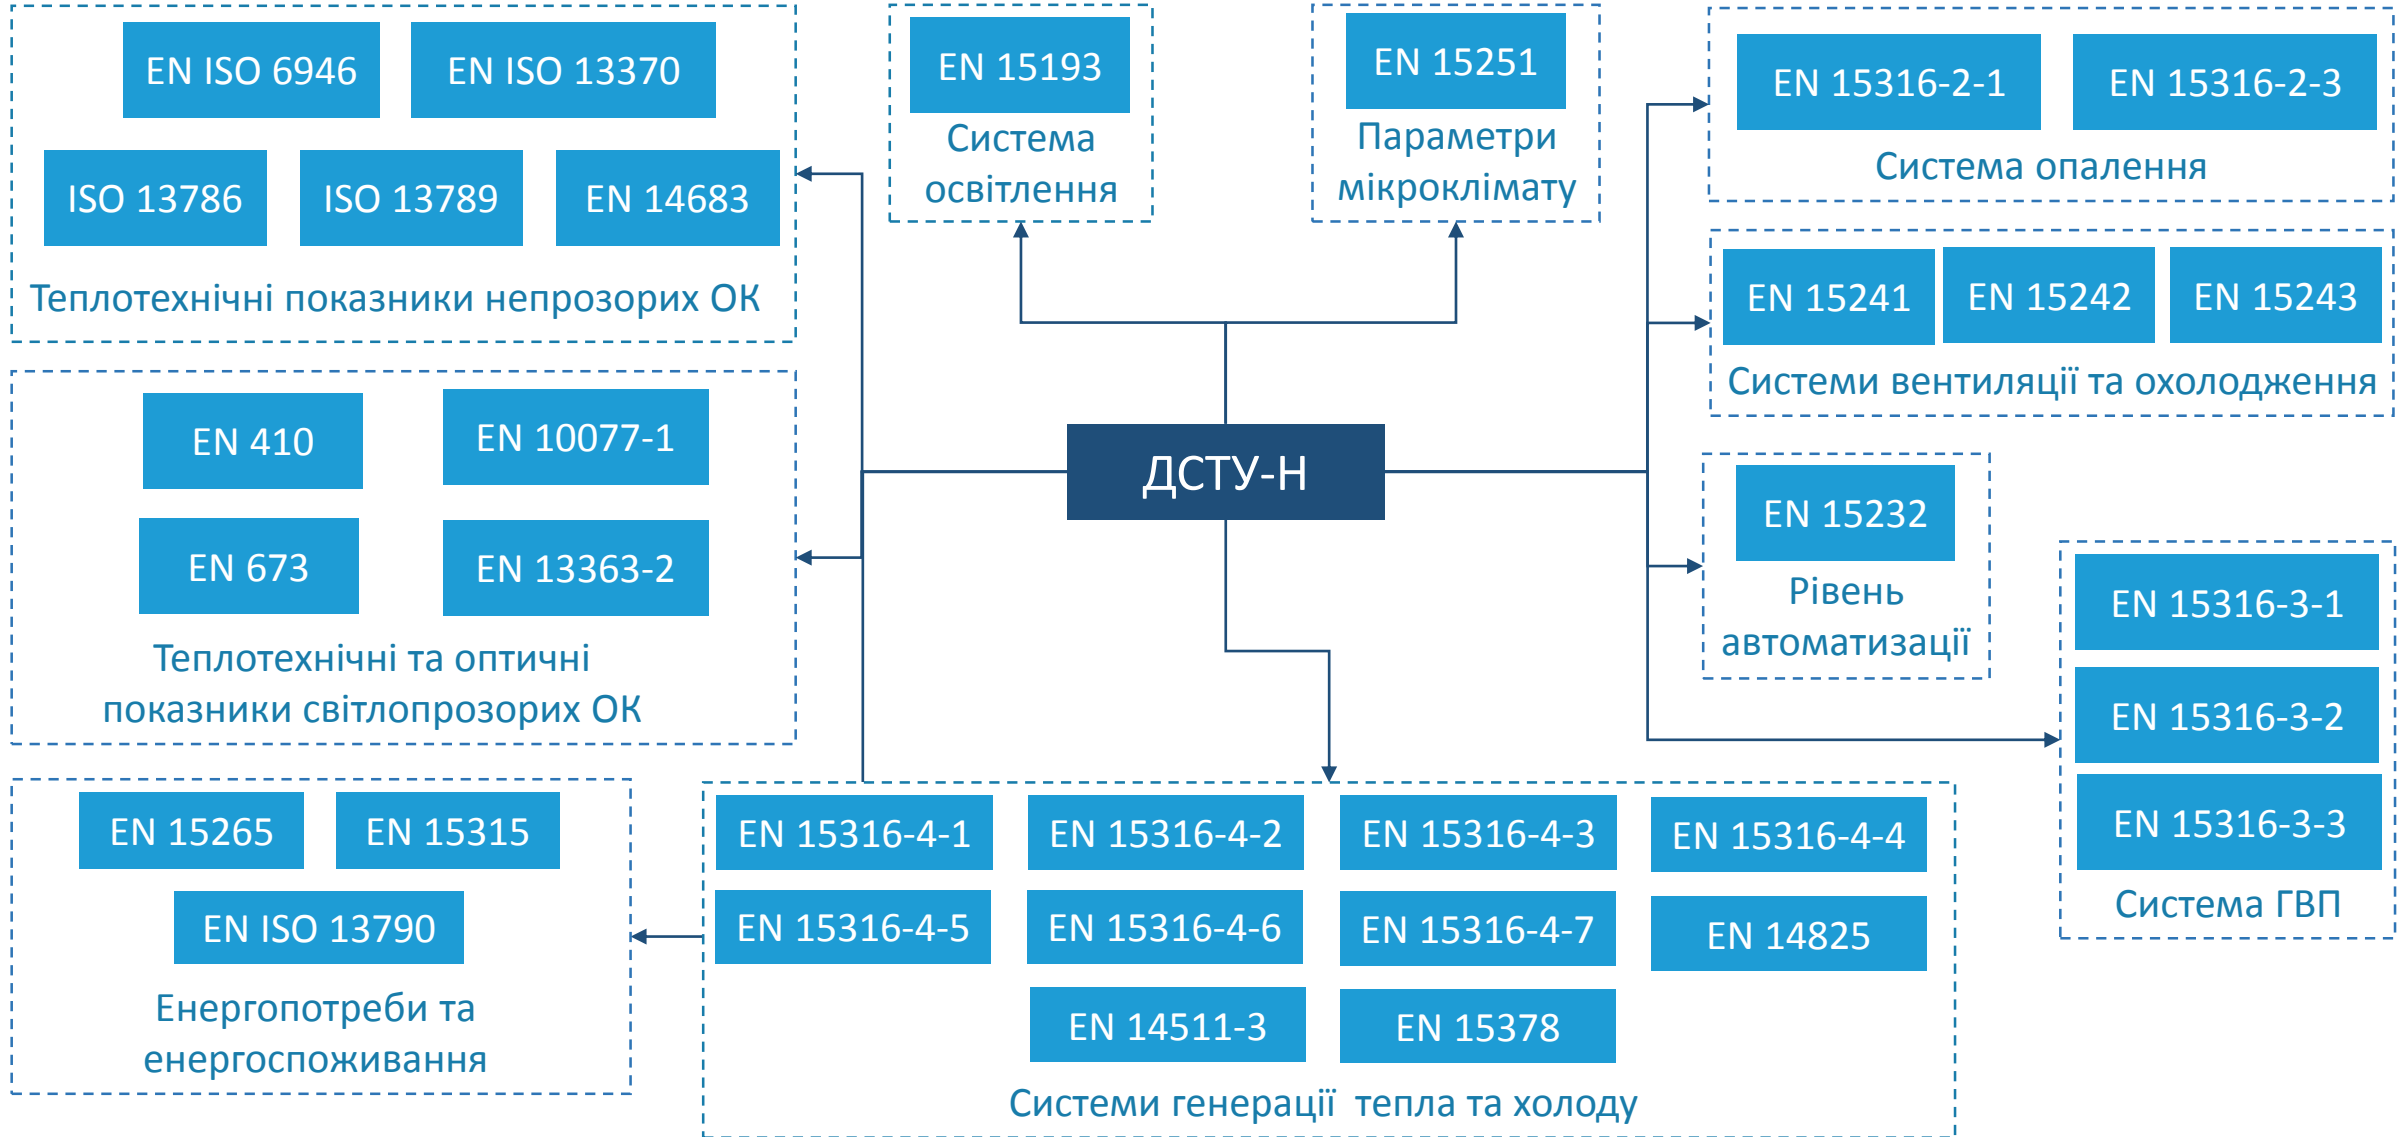 EN ISO 6946
EN ISO 13370
ISO 13786
ISO 13789
EN 14683
Теплотехнічні показники непрозорих ОК
EN 15193
Система
освітлення
EN 15251
Параметри
мікроклімату
EN 15316-2-1
EN 15316-2-3
Система опалення
EN 15241
EN 15242
EN 15243
Системи вентиляції та охолодження
EN 410
EN 10077-1
EN 673
EN 13363-2
Теплотехнічні та оптичні
показники світлопрозорих ОК
ДСТУ-Н
EN 15232
Рівень
автоматизації
EN 15316-3-1
EN 15316-3-2
EN 15316-3-3
Система ГВП
EN 15265
EN 15315
EN ISO 13790
Енергопотреби та
енергоспоживання
EN 15316-4-1
EN 15316-4-2
EN 15316-4-3
EN 15316-4-4
EN 15316-4-5
EN 15316-4-6
EN 15316-4-7
EN 14825
EN 14511-3
EN 15378
Системи генерації тепла та холоду